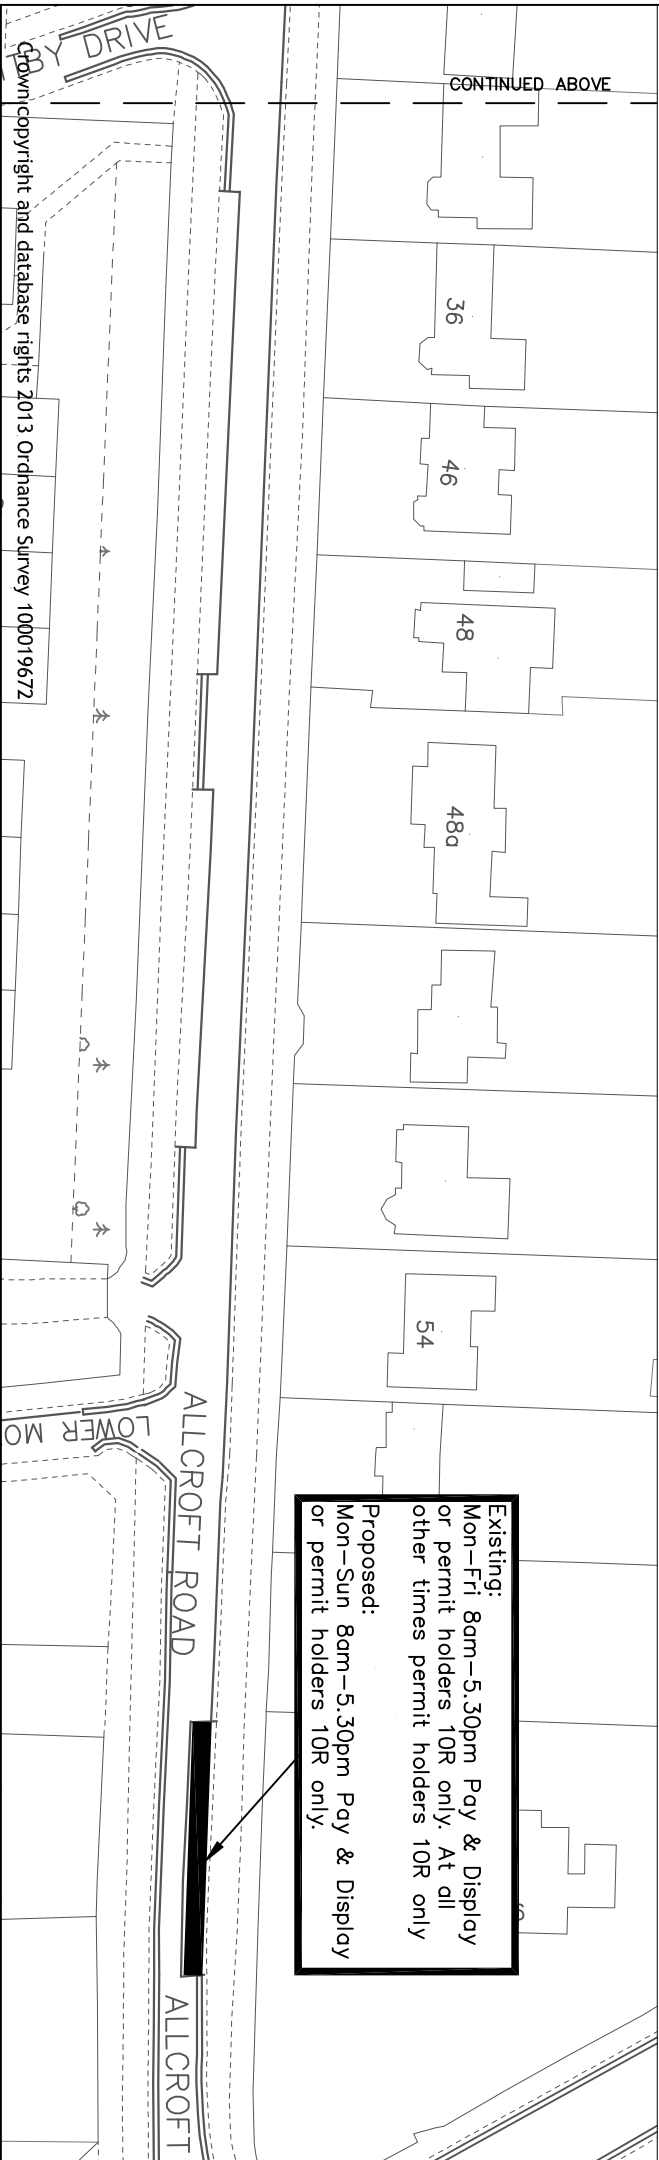 CONTINUED ABOVE
TBY DRIVE
36
46
48
48a
54
ALLCROFT ROAD
LOWER MO
Existing:
Mon-Fri 8am-5.30pm Pay & Display
or permit holders 10R only. At all
other times permit holders 10R only
Proposed:
Mon-Sun 8am-5.30pm Pay & Display
or permit holders 10R only.
ALLCROFT
Crown copyright and database rights 2013 Ordnance Survey 100019672